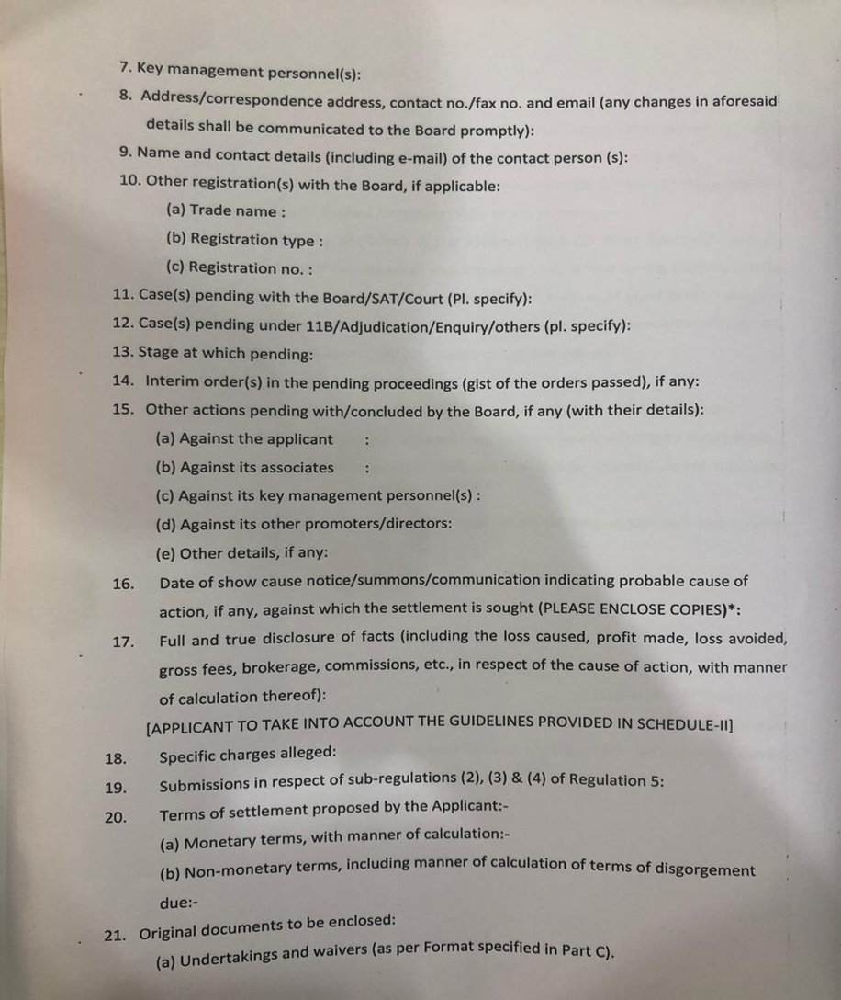 7. Key management personnel(s):
8. Address/correspondence address, contact no./fax no. and email (any changes in aforesaid
details shall be communicated to the Board promptly):
9. Name and contact details (including e-mail) of the contact person (s):
10. Other registration(s) with the Board, if applicable:
(a) Trade name :
(b) Registration type :
(c) Registration no. :
11. Case(s) pending with the Board/SAT/Court (Pl. specify):
12. Case(s) pending under 11B/Adjudication/Enquiry/others (pl. specify):
13. Stage at which pending:
14. Interim order(s) in the pending proceedings (gist of the orders passed), if any:
15. Other actions pending with/concluded by the Board, if any (with their details):
(a) Against the applicant :
(b) Against its associates :
(c) Against its key management personnel(s) :
(d) Against its other promoters/directors:
(e) Other details, if any:
16. Date of show cause notice/summons/communication indicating probable cause of
action, if any, against which the settlement is sought (PLEASE ENCLOSE COPIES)*:
17. Full and true disclosure of facts (including the loss caused, profit made, loss avoided,
gross fees, brokerage, commissions, etc., in respect of the cause of action, with manner
of calculation thereof):
[APPLICANT TO TAKE INTO ACCOUNT THE GUIDELINES PROVIDED IN SCHEDULE-II]
18. Specific charges alleged:
19. Submissions in respect of sub-regulations (2), (3) & (4) of Regulation 5:
20. Terms of settlement proposed by the Applicant:-
(a) Monetary terms, with manner of calculation:-
(b) Non-monetary terms, including manner of calculation of terms of disgorgement
due:-
21. Original documents to be enclosed:
(a) Undertakings and waivers (as per Format specified in Part C).